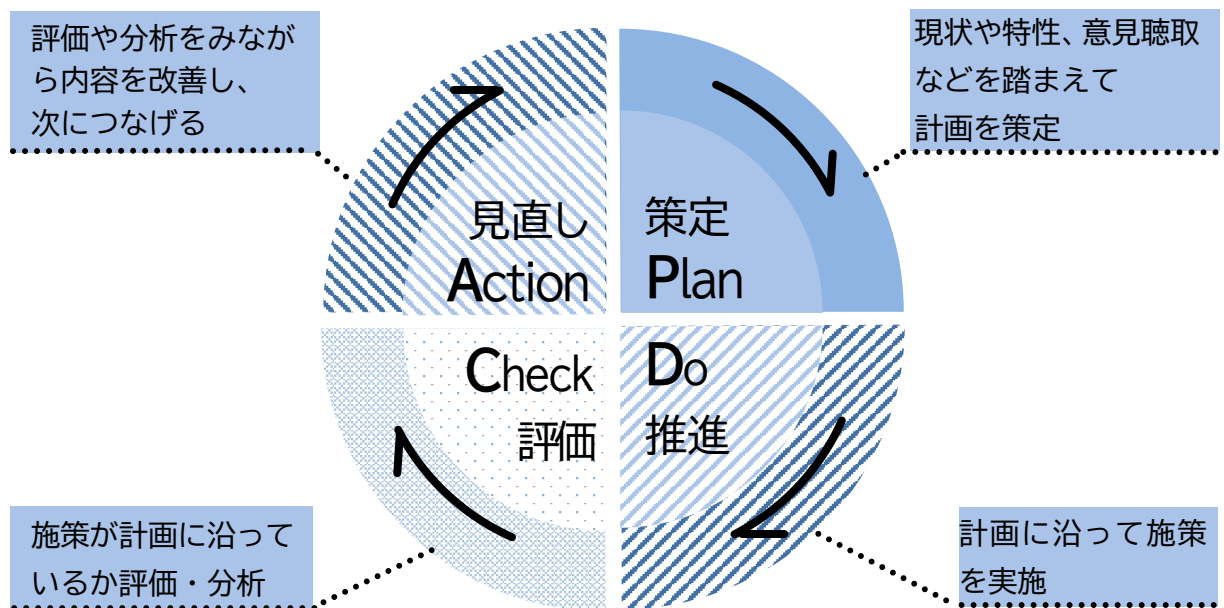 評価や分析をみなが
ら内容を改善し、
次につなげる
現状や特性、意見聴取
などを踏まえて
計画を策定
見直し
Action
策定
Plan
Check
評価
Do
推進
施策が計画に沿って
いるか評価・分析
計画に沿って施策
を実施